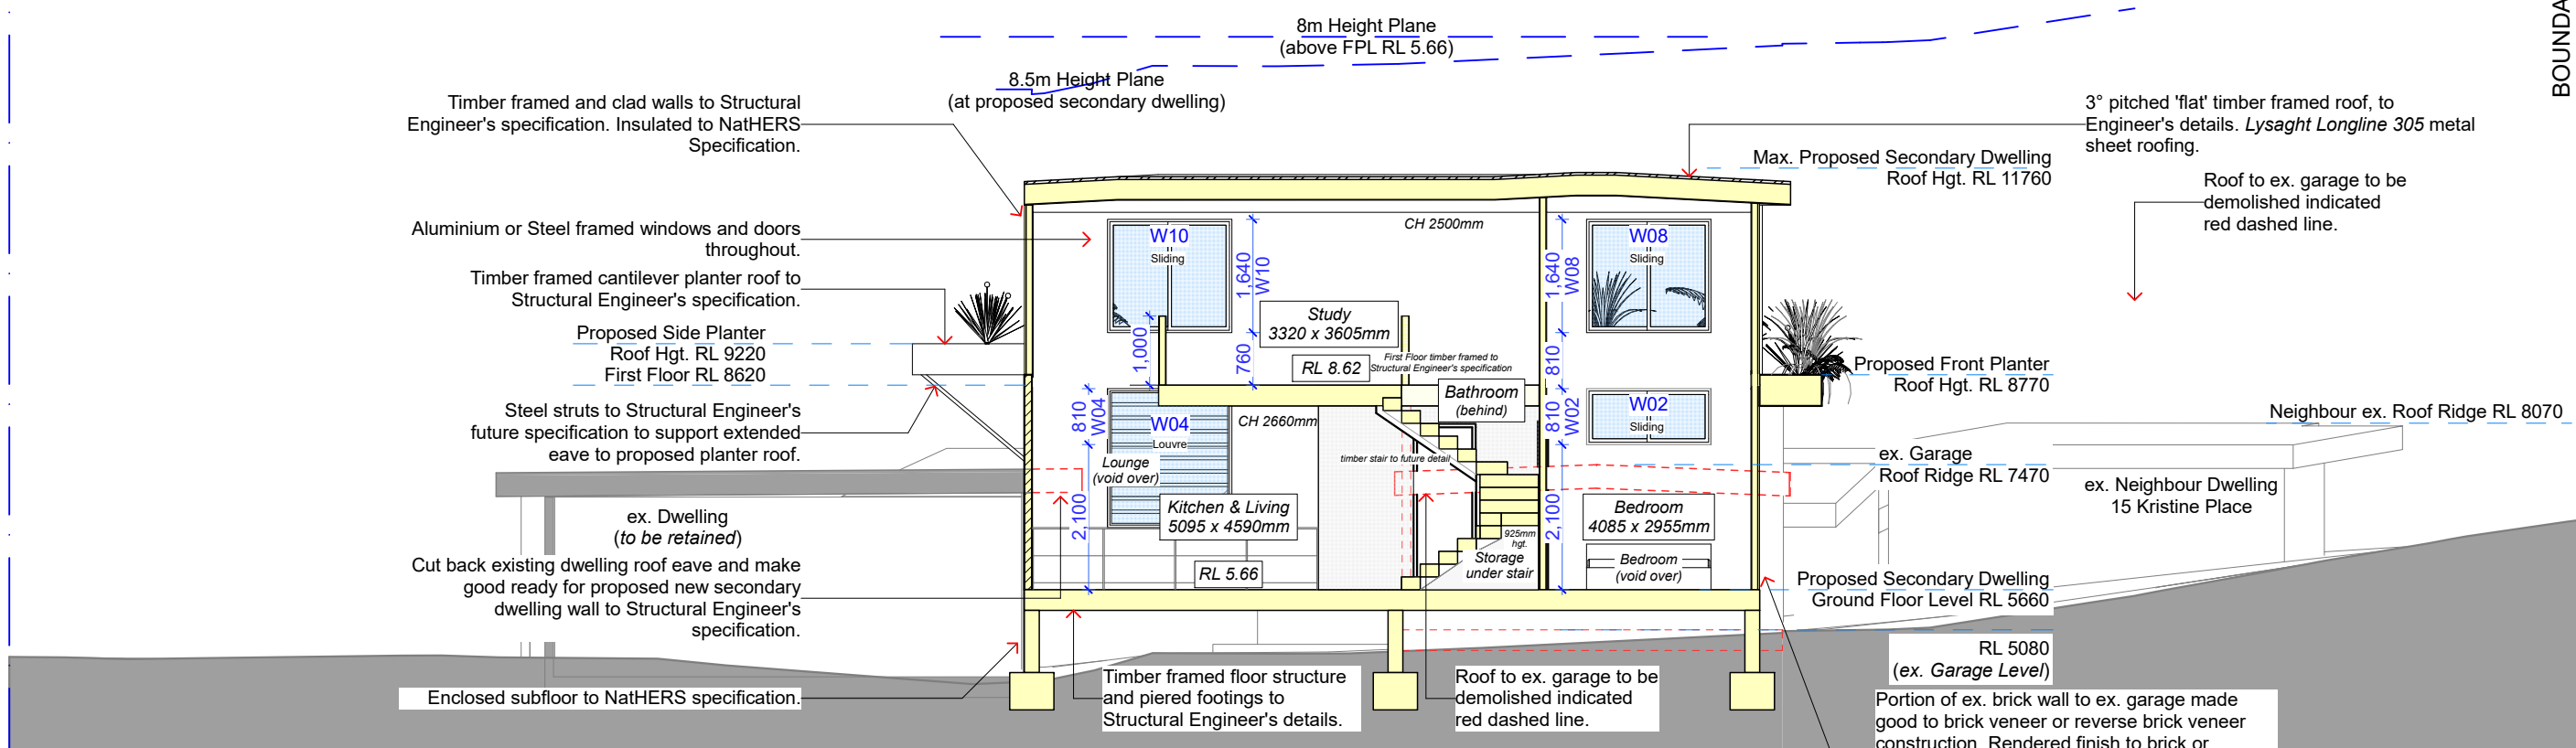 BOUNDA
8m Height Plane
(above FPL RL 5.66)
8.5m Height Plane
(at proposed secondary dwelling)
Timber framed and clad walls to Structural
Engineer's specification. Insulated to NatHERS
Specification.
3° pitched 'flat' timber framed roof, to
Engineer's details. Lysaght Longline 305 metal
sheet roofing.
Max. Proposed Secondary Dwelling
Roof Hgt. RL 11760
Roof to ex. garage to be
demolished indicated
red dashed line.
Aluminium or Steel framed windows and doors
throughout.
Timber framed cantilever planter roof to
Structural Engineer's specification.
Proposed Side Planter
Roof Hgt. RL 9220
First Floor RL 8620
Steel struts to Structural Engineer's
future specification to support extended
eave to proposed planter roof.
ex. Dwelling
(to be retained)
Cut back existing dwelling roof eave and make
good ready for proposed new secondary
dwelling wall to Structural Engineer's
specification.
Enclosed subfloor to NatHERS specification.
W10
Sliding
1,640
W10
CH 2500mm
1,640
W08
W08
Sliding
Study
3320 x 3605mm
1,000
760
RL 8.62
First Floor timber framed to
Structural Engineer's specification
810
Bathroom
(behind)
810
W04
W04
Louvre
CH 2660mm
810
W02
W02
Sliding
Lounge
(void over)
timber stair to future detail
2,100
Kitchen & Living
5095 x 4590mm
2,100
Bedroom
4085 x 2955mm
925mm
hgt.
Storage
under stair
Bedroom
(void over)
RL 5.66
Proposed Front Planter
Roof Hgt. RL 8770
Neighbour ex. Roof Ridge RL 8070
ex. Garage
Roof Ridge RL 7470
ex. Neighbour Dwelling
15 Kristine Place
Proposed Secondary Dwelling
Ground Floor Level RL 5660
RL 5080
(ex. Garage Level)
Timber framed floor structure
and piered footings to
Structural Engineer's details.
Roof to ex. garage to be
demolished indicated
red dashed line.
Portion of ex. brick wall to ex. garage made
good to brick veneer or reverse brick veneer
construction. Rendered finish to brick or